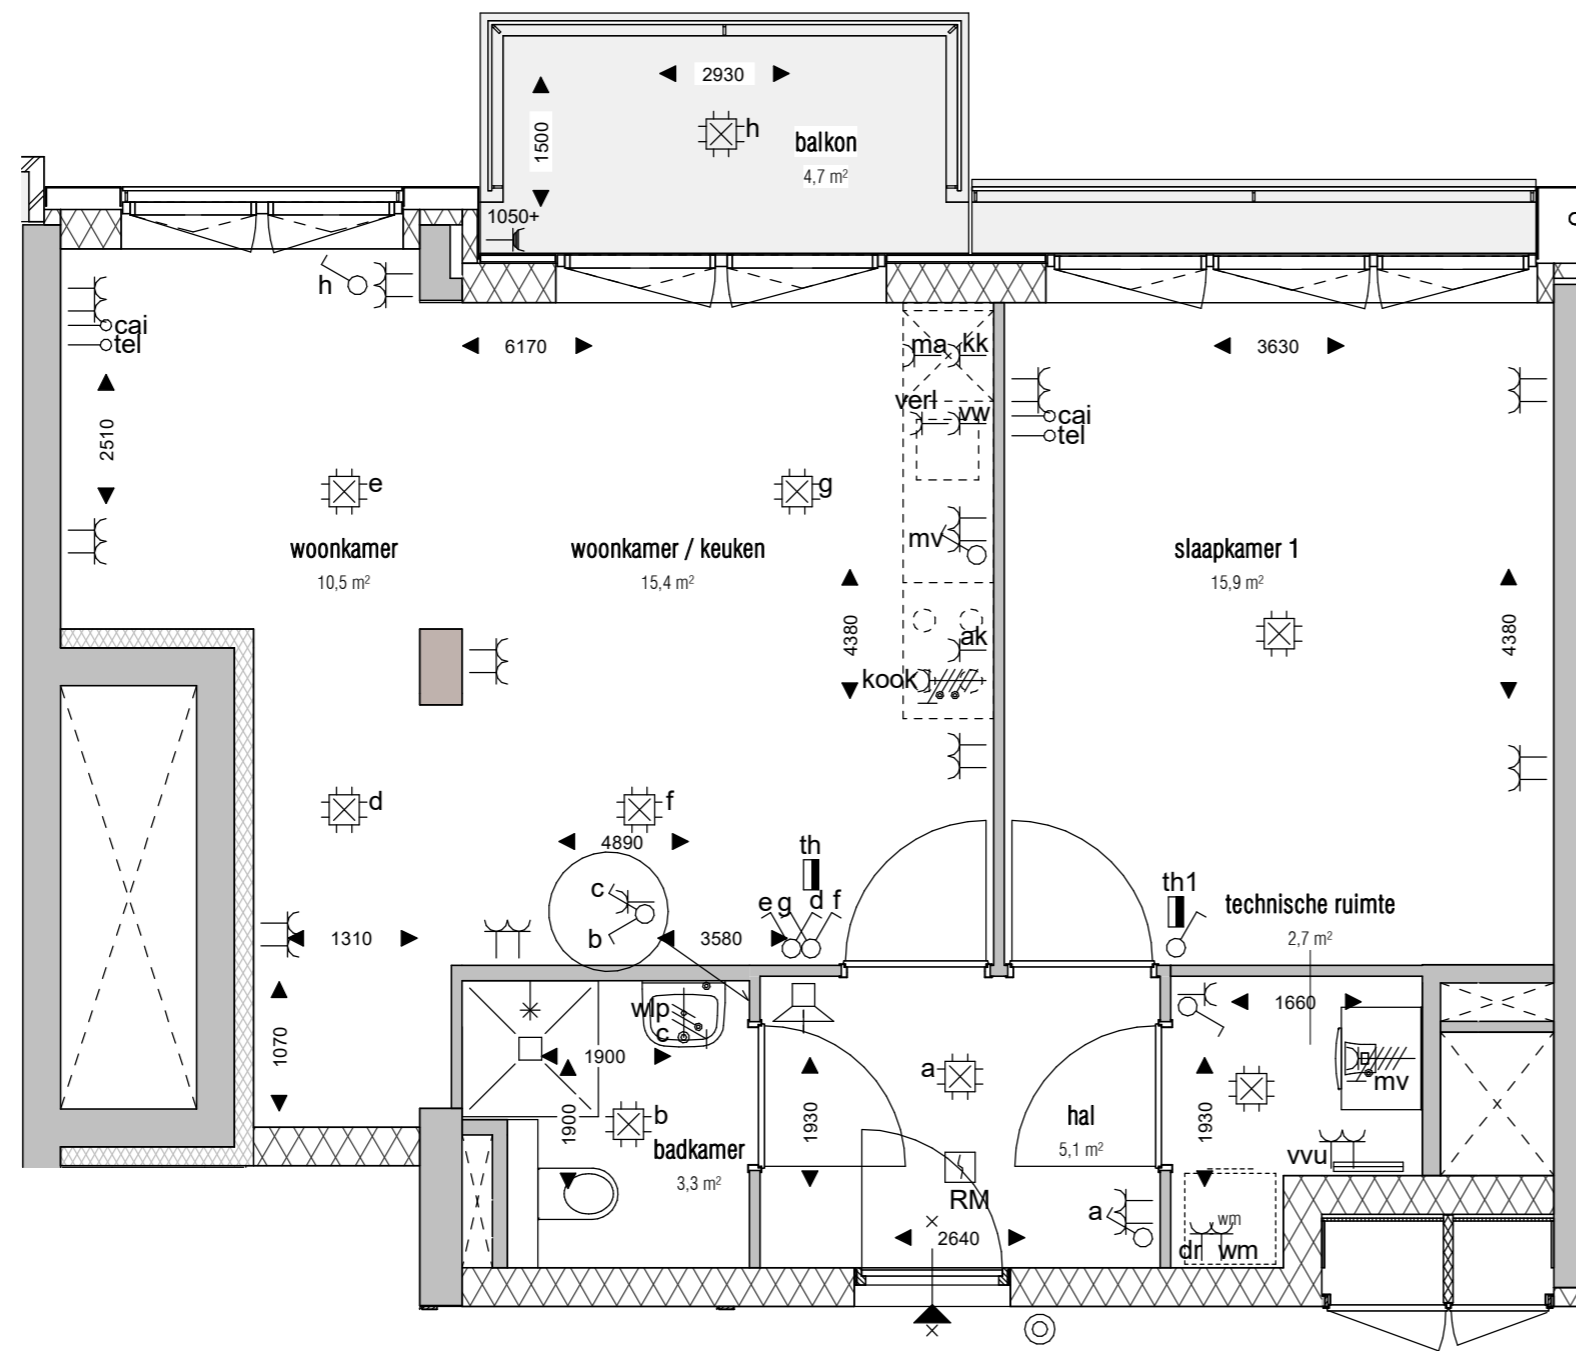 2930
h
balkon
4,7 m²
1500
1050+
h
cai
tel
6170
3630
ma kk
verl vw
cai
tel
2510
e
g
mv
woonkamer
10,5 m²
woonkamer / keuken
15,4 m²
slaapkamer 1
15,9 m²
4380
4380
ak
kook
d
f
4890
th
c
b
e g d f
th1
technische ruimte
2,7 m²
1310
3580
1070
wlp
c
1900
1900
b
badkamer
3,3 m²
a
1930
hal
5,1 m²
RM
a
2640
1660
mv
1930
vvu
wm
dr wm